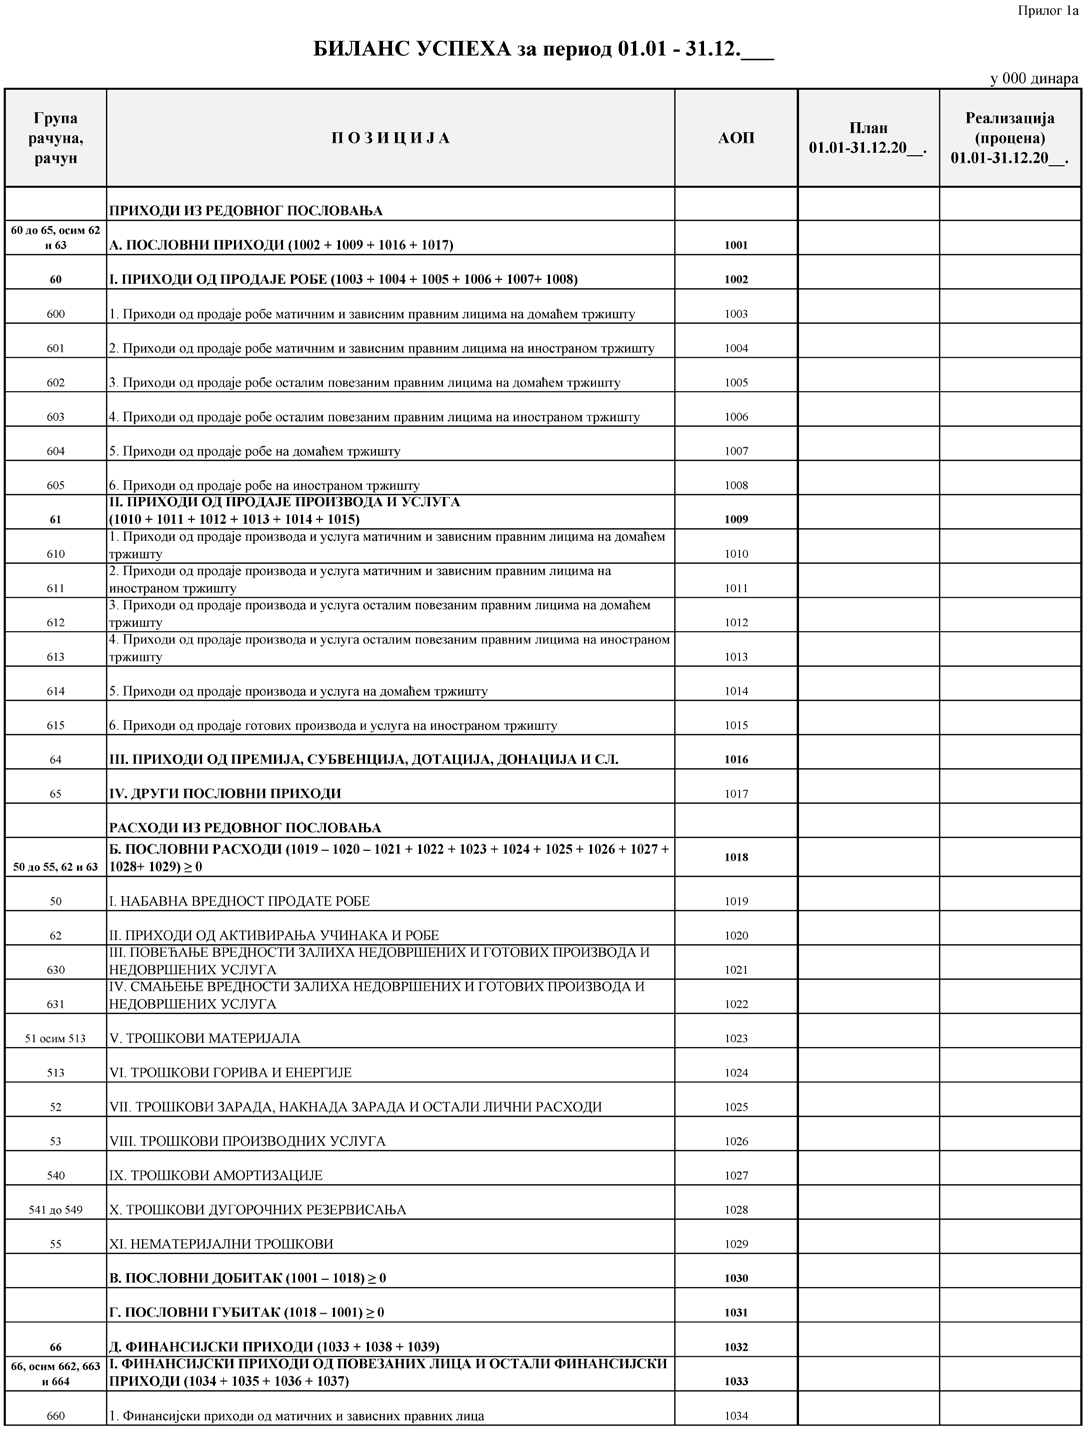 Прилог 1а
БИЛАНС УСПЕХА за период 01.01 - 31.12.___
у 000 динара
Група рачуна, рачун | П О З И Ц И Ј А | АОП | План 01.01-31.12.20__. | Реализација (процена) 01.01-31.12.20__.
ПРИХОДИ ИЗ РЕДОВНОГ ПОСЛОВАЊА
60 до 65, осим 62 и 63 | А. ПОСЛОВНИ ПРИХОДИ (1002 + 1009 + 1016 + 1017) | 1001
60 | I. ПРИХОДИ ОД ПРОДАЈЕ РОБЕ (1003 + 1004 + 1005 + 1006 + 1007+ 1008) | 1002
600 | 1. Приходи од продаје робе матичним и зависним правним лицима на домаћем тржишту | 1003
601 | 2. Приходи од продаје робе матичним и зависним правним лицима на иностраном тржишту | 1004
602 | 3. Приходи од продаје робе осталим повезаним правним лицима на домаћем тржишту | 1005
603 | 4. Приходи од продаје робе осталим повезаним правним лицима на иностраном тржишту | 1006
604 | 5. Приходи од продаје робе на домаћем тржишту | 1007
605 | 6. Приходи од продаје робе на иностраном тржишту | 1008
61 | II. ПРИХОДИ ОД ПРОДАЈЕ ПРОИЗВОДА И УСЛУГА (1010 + 1011 + 1012 + 1013 + 1014 + 1015) | 1009
610 | 1. Приходи од продаје производа и услуга матичним и зависним правним лицима на домаћем тржишту | 1010
611 | 2. Приходи од продаје производа и услуга матичним и зависним правним лицима на иностраном тржишту | 1011
612 | 3. Приходи од продаје производа и услуга осталим повезаним правним лицима на домаћем тржишту | 1012
613 | 4. Приходи од продаје производа и услуга осталим повезаним правним лицима на иностраном тржишту | 1013
614 | 5. Приходи од продаје производа и услуга на домаћем тржишту | 1014
615 | 6. Приходи од продаје готових производа и услуга на иностраном тржишту | 1015
64 | III. ПРИХОДИ ОД ПРЕМИЈА, СУБВЕНЦИЈА, ДОТАЦИЈА, ДОНАЦИЈА И СЛ. | 1016
65 | IV. ДРУГИ ПОСЛОВНИ ПРИХОДИ | 1017
РАСХОДИ ИЗ РЕДОВНОГ ПОСЛОВАЊА
50 до 55, 62 и 63 | Б. ПОСЛОВНИ РАСХОДИ (1019 – 1020 – 1021 + 1022 + 1023 + 1024 + 1025 + 1026 + 1027 + 1028+ 1029) ≥ 0 | 1018
50 | I. НАБАВНА ВРЕДНОСТ ПРОДАТЕ РОБЕ | 1019
62 | II. ПРИХОДИ ОД АКТИВИРАЊА УЧИНАКА И РОБЕ | 1020
630 | III. ПОВЕЋАЊЕ ВРЕДНОСТИ ЗАЛИХА НЕДОВРШЕНИХ И ГОТОВИХ ПРОИЗВОДА И НЕДОВРШЕНИХ УСЛУГА | 1021
631 | IV. СМАЊЕЊЕ ВРЕДНОСТИ ЗАЛИХА НЕДОВРШЕНИХ И ГОТОВИХ ПРОИЗВОДА И НЕДОВРШЕНИХ УСЛУГА | 1022
51 осим 513 | V. ТРОШКОВИ МАТЕРИЈАЛА | 1023
513 | VI. ТРОШКОВИ ГОРИВА И ЕНЕРГИЈЕ | 1024
52 | VII. ТРОШКОВИ ЗАРАДА, НАКНАДА ЗАРАДА И ОСТАЛИ ЛИЧНИ РАСХОДИ | 1025
53 | VIII. ТРОШКОВИ ПРОИЗВОДНИХ УСЛУГА | 1026
540 | IX. ТРОШКОВИ АМОРТИЗАЦИЈЕ | 1027
541 до 549 | X. ТРОШКОВИ ДУГОРОЧНИХ РЕЗЕРВИСАЊА | 1028
55 | XI. НЕМАТЕРИЈАЛНИ ТРОШКОВИ | 1029
В. ПОСЛОВНИ ДОБИТАК (1001 – 1018) ≥ 0 | 1030
Г. ПОСЛОВНИ ГУБИТАК (1018 – 1001) ≥ 0 | 1031
66 | Д. ФИНАНСИЈСКИ ПРИХОДИ (1033 + 1038 + 1039) | 1032
66, осим 662, 663 и 664 | I. ФИНАНСИЈСКИ ПРИХОДИ ОД ПОВЕЗАНИХ ЛИЦА И ОСТАЛИ ФИНАНСИЈСКИ ПРИХОДИ (1034 + 1035 + 1036 + 1037) | 1033
660 | 1. Финансијски приходи од матичних и зависних правних лица | 1034